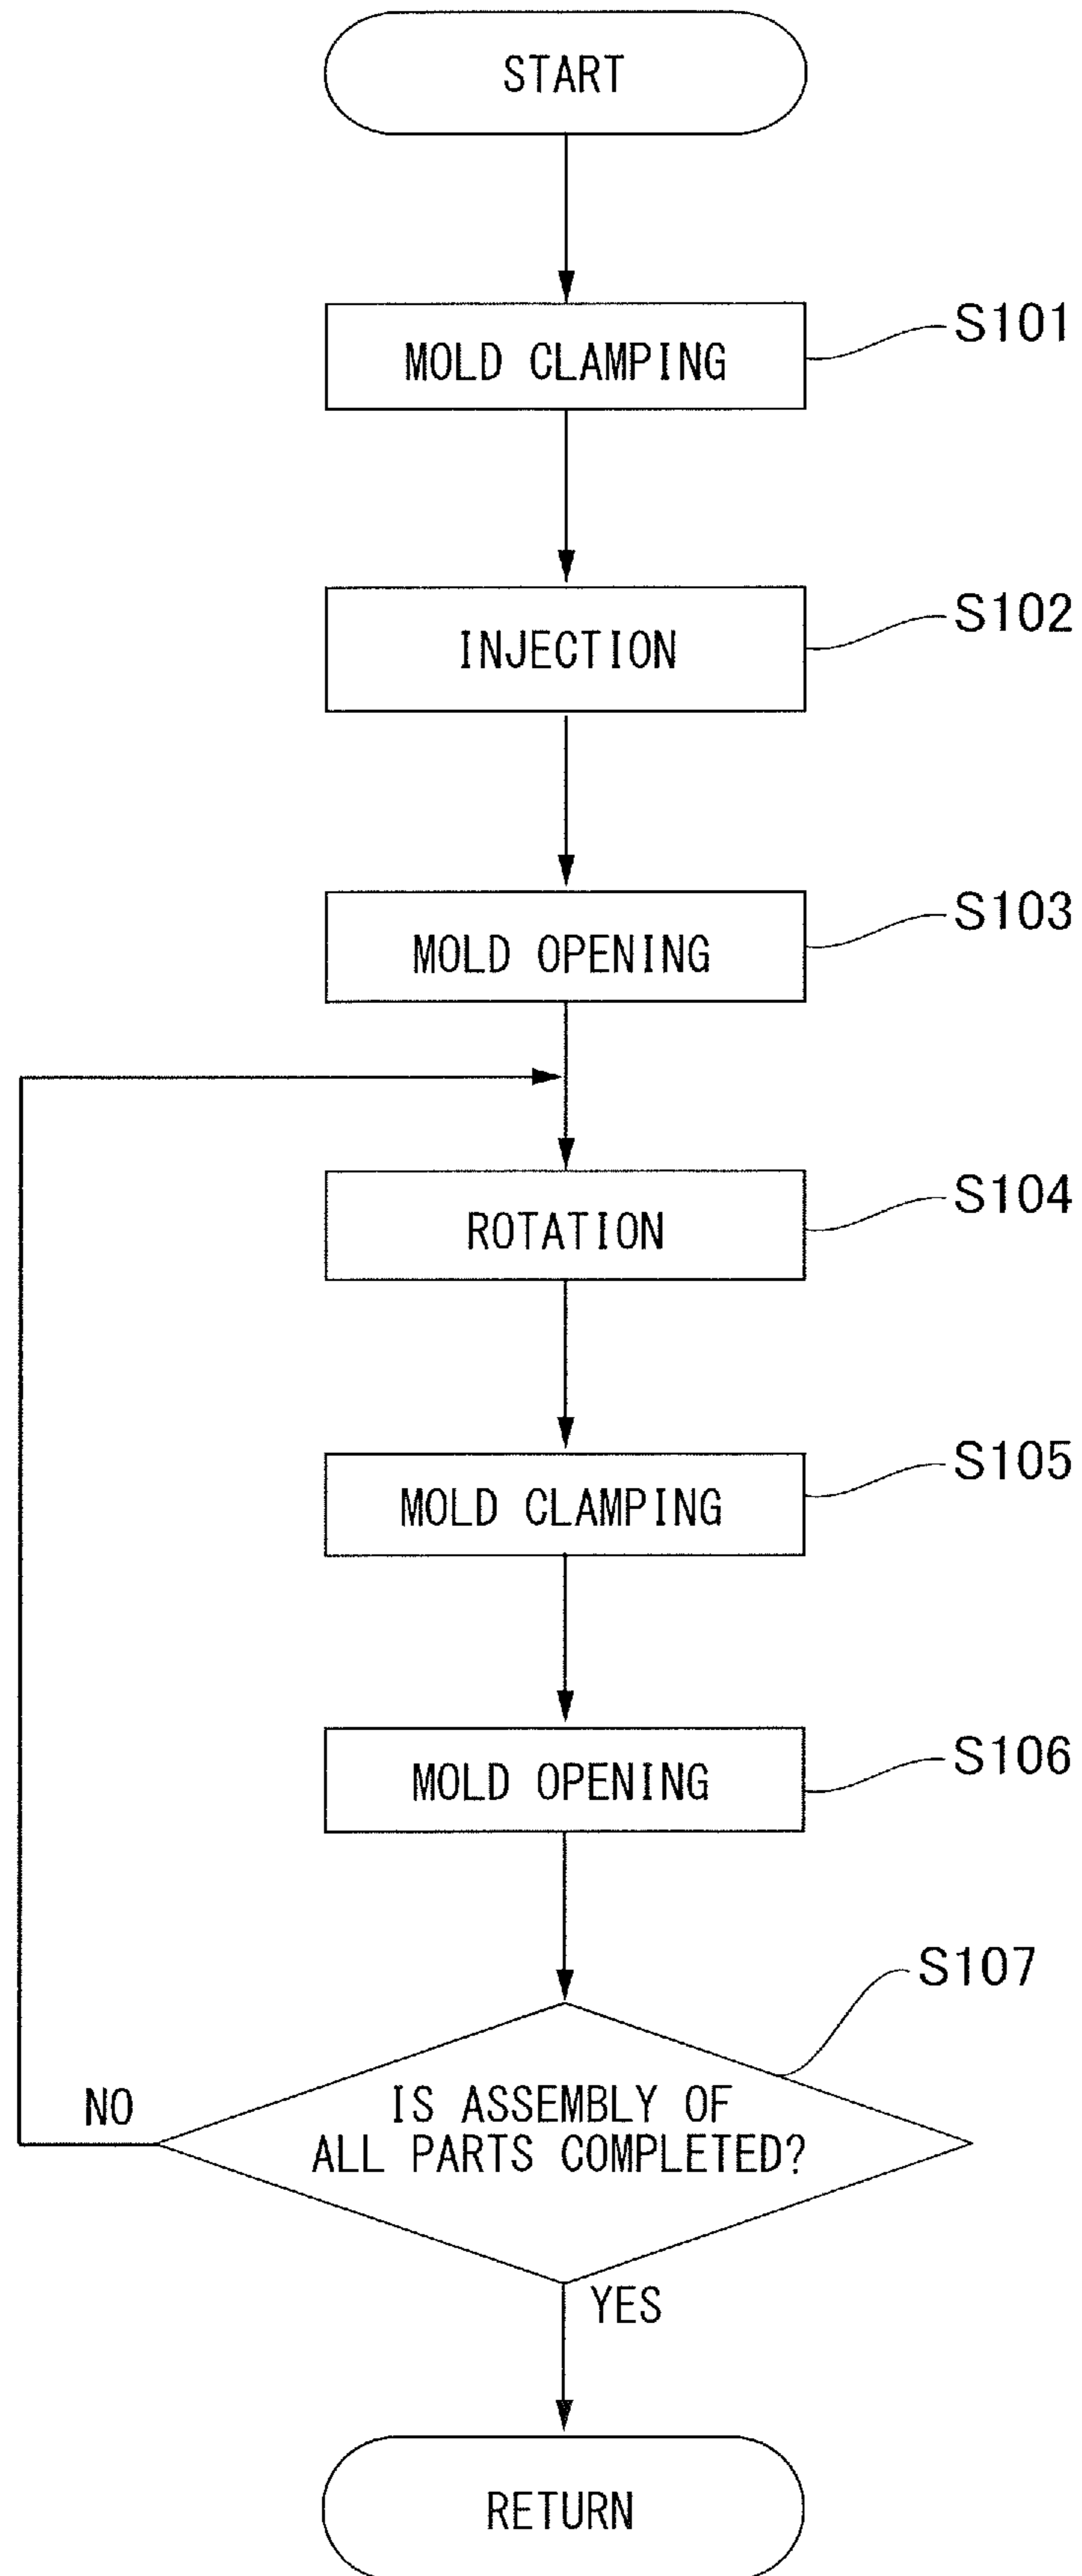 START
MOLD CLAMPING
S101
INJECTION
S102
MOLD OPENING
S103
ROTATION
S104
MOLD CLAMPING
S105
MOLD OPENING
S106
S107
IS ASSEMBLY OF
ALL PARTS COMPLETED?
NO
YES
RETURN